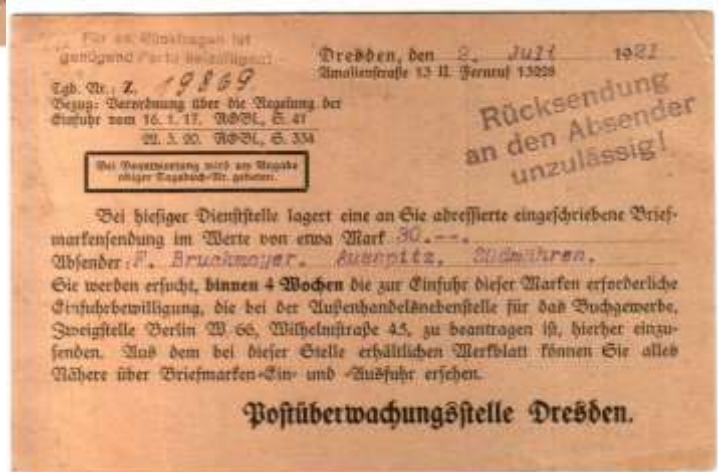 Für ev. Rückfragen ist
genügend Porto beizufügen!
Dresden, den 2. Juli 1921
Amalienstraße 13 II Fernruf 13028
Tgb. Nr.: Z. 19869
Bezug: Verordnung über die Regelung der
Einfuhr vom 16. 1. 17. RGBl. S. 41
22. 3. 20. RGBl. S. 334
Rücksendung
an den Absender
unzulässig!
Bei Beantwortung wird um Angabe
obiger Tagebuch-Nr. gebeten.
Bei hiesiger Dienststelle lagert eine an Sie adressierte eingeschriebene Brief-
markensendung im Werte von etwa Mark 30.--.
Absender: F. Bruckmoyer. Auspitz. Südmähren.
Sie werden ersucht, binnen 4 Wochen die zur Einfuhr dieser Marken erforderliche
Einfuhrbewilligung, die bei der Außenhandelsnebenstelle für das Buchgewerbe,
Zweigstelle Berlin W 66, Wilhelmstraße 45, zu beantragen ist, hierher einzu-
senden. Aus dem bei dieser Stelle erhältlichen Merkblatt können Sie alles
Nähere über Briefmarken-Ein- und -Ausfuhr ersehen.
Postüberwachungsstelle Dresden.